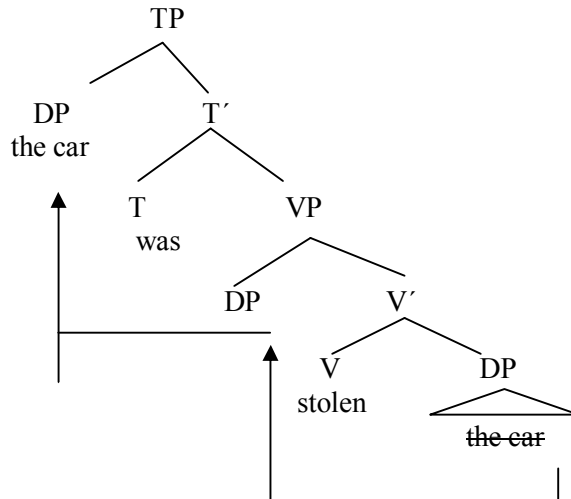 TP
DP T´
the car
T VP
was
DP V´
V DP
stolen
the car